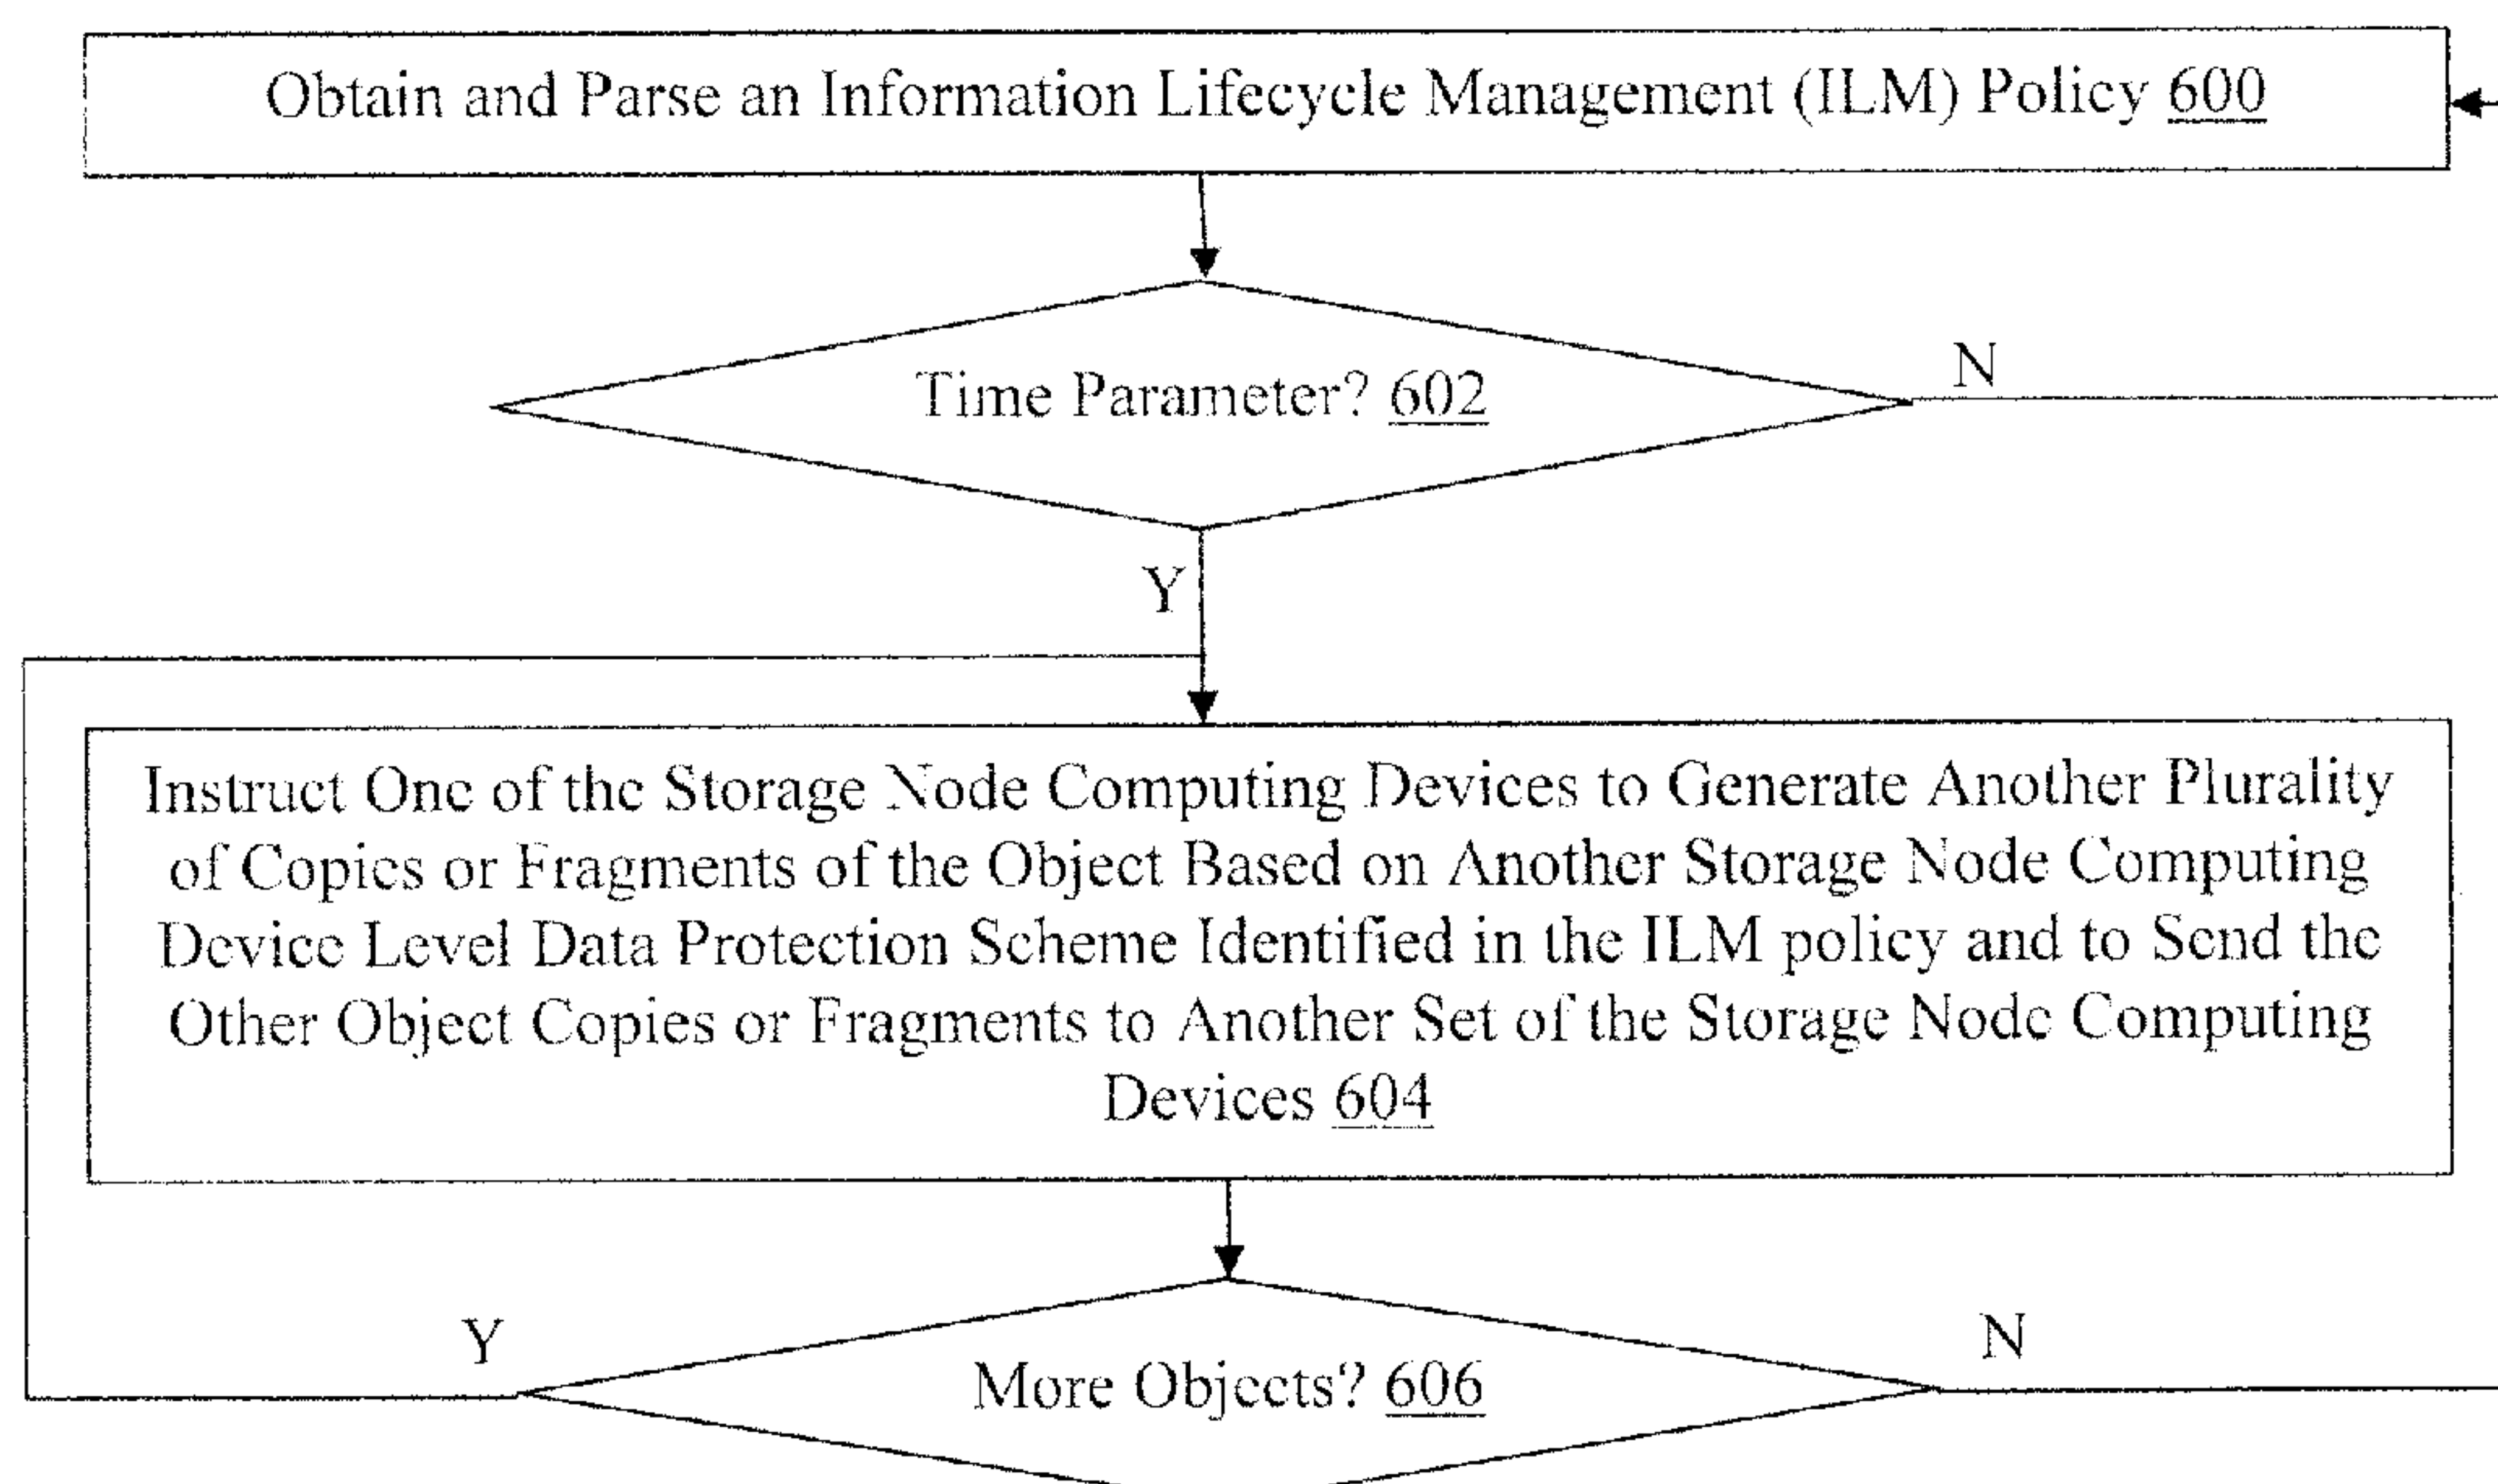 Obtain and Parse an Information Lifecycle Management (ILM) Policy 600
Time Parameter? 602
N
Y
Instruct One of the Storage Node Computing Devices to Generate Another Plurality
of Copies or Fragments of the Object Based on Another Storage Node Computing
Device Level Data Protection Scheme Identified in the ILM policy and to Send the
Other Object Copies or Fragments to Another Set of the Storage Node Computing
Devices 604
Y
N
More Objects? 606